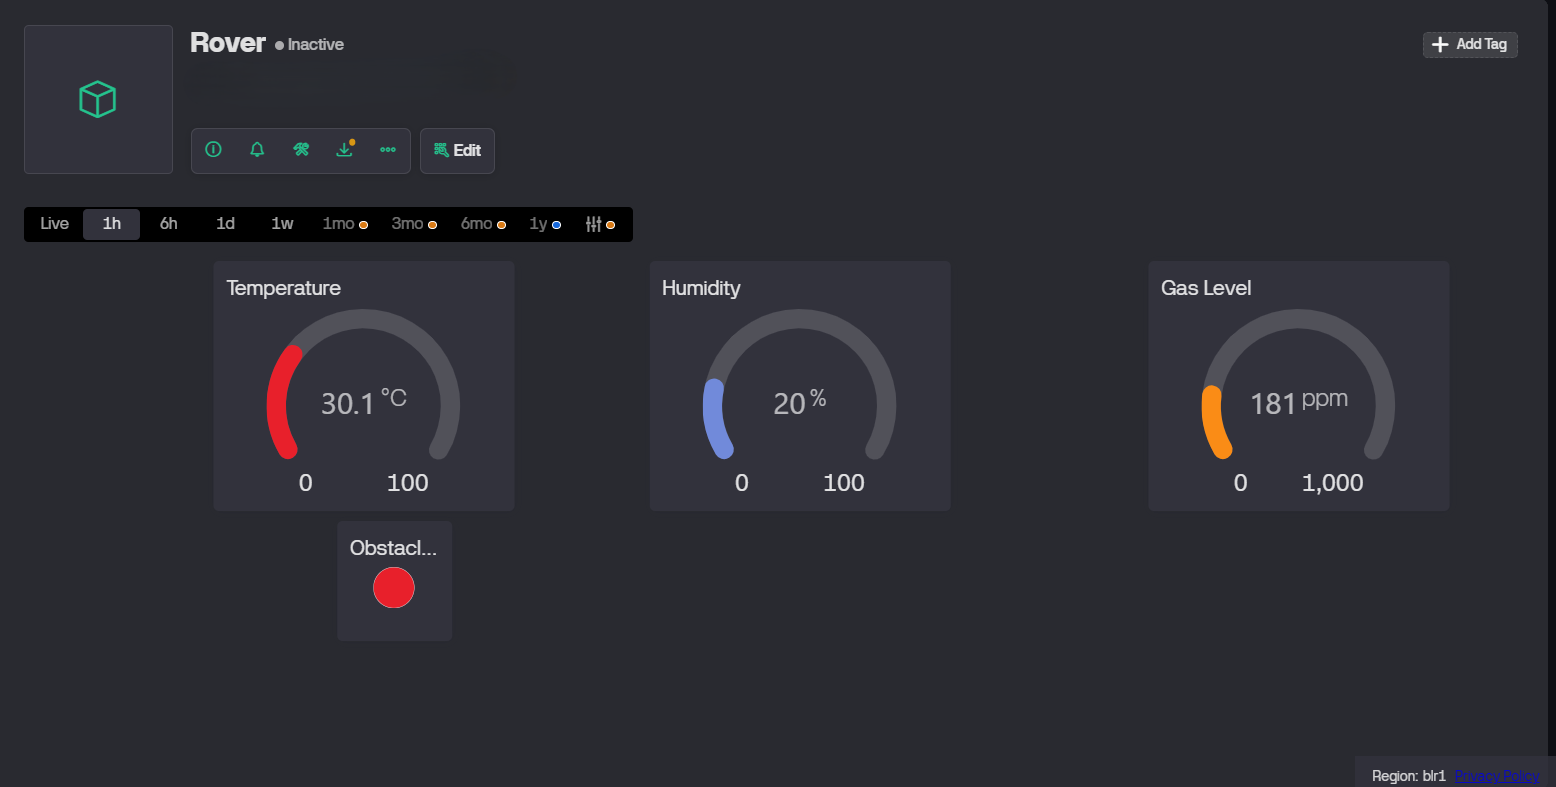 Rover Inactive
Add Tag
Edit
Live 1h 6h 1d 1w 1mo 3mo 6mo 1y
Temperature
30.1 °C
0 100
Humidity
20 %
0 100
Gas Level
181 ppm
0 1,000
Obstacl...
Region: blr1 Privacy Policy